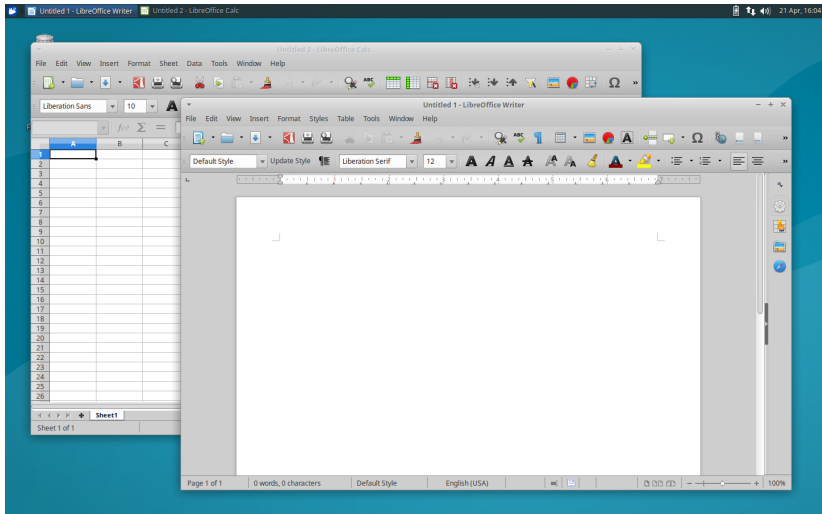 Untitled 1 - LibreOffice Writer Untitled 2 - LibreOffice Calc 21 Apr, 16:04
Untitled 2 - LibreOffice Calc
File Edit View Insert Format Sheet Data Tools Window Help
Liberation Sans 10
A B C
1
2
3
4
5
6
7
8
9
10
11
12
13
14
15
16
17
18
19
20
21
22
23
24
25
26
Sheet1
Sheet 1 of 1
Untitled 1 - LibreOffice Writer
File Edit View Insert Format Styles Table Tools Window Help
Default Style Update Style Liberation Serif 12
Page 1 of 1 0 words, 0 characters Default Style English (USA) 100%